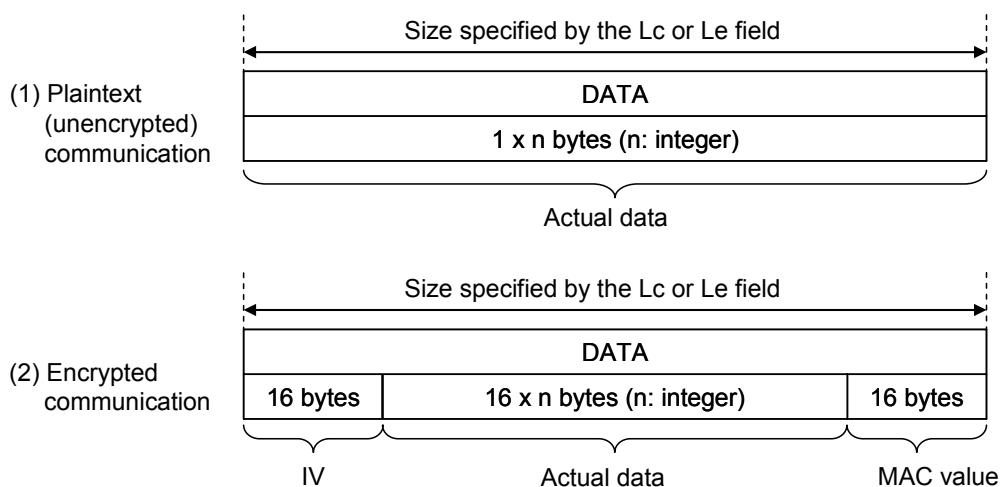 Size specified by the Lc or Le field
(1) Plaintext
(unencrypted)
communication
DATA
1 x n bytes (n: integer)
Actual data
Size specified by the Lc or Le field
(2) Encrypted
communication
DATA
16 bytes
16 x n bytes (n: integer)
16 bytes
IV
Actual data
MAC value